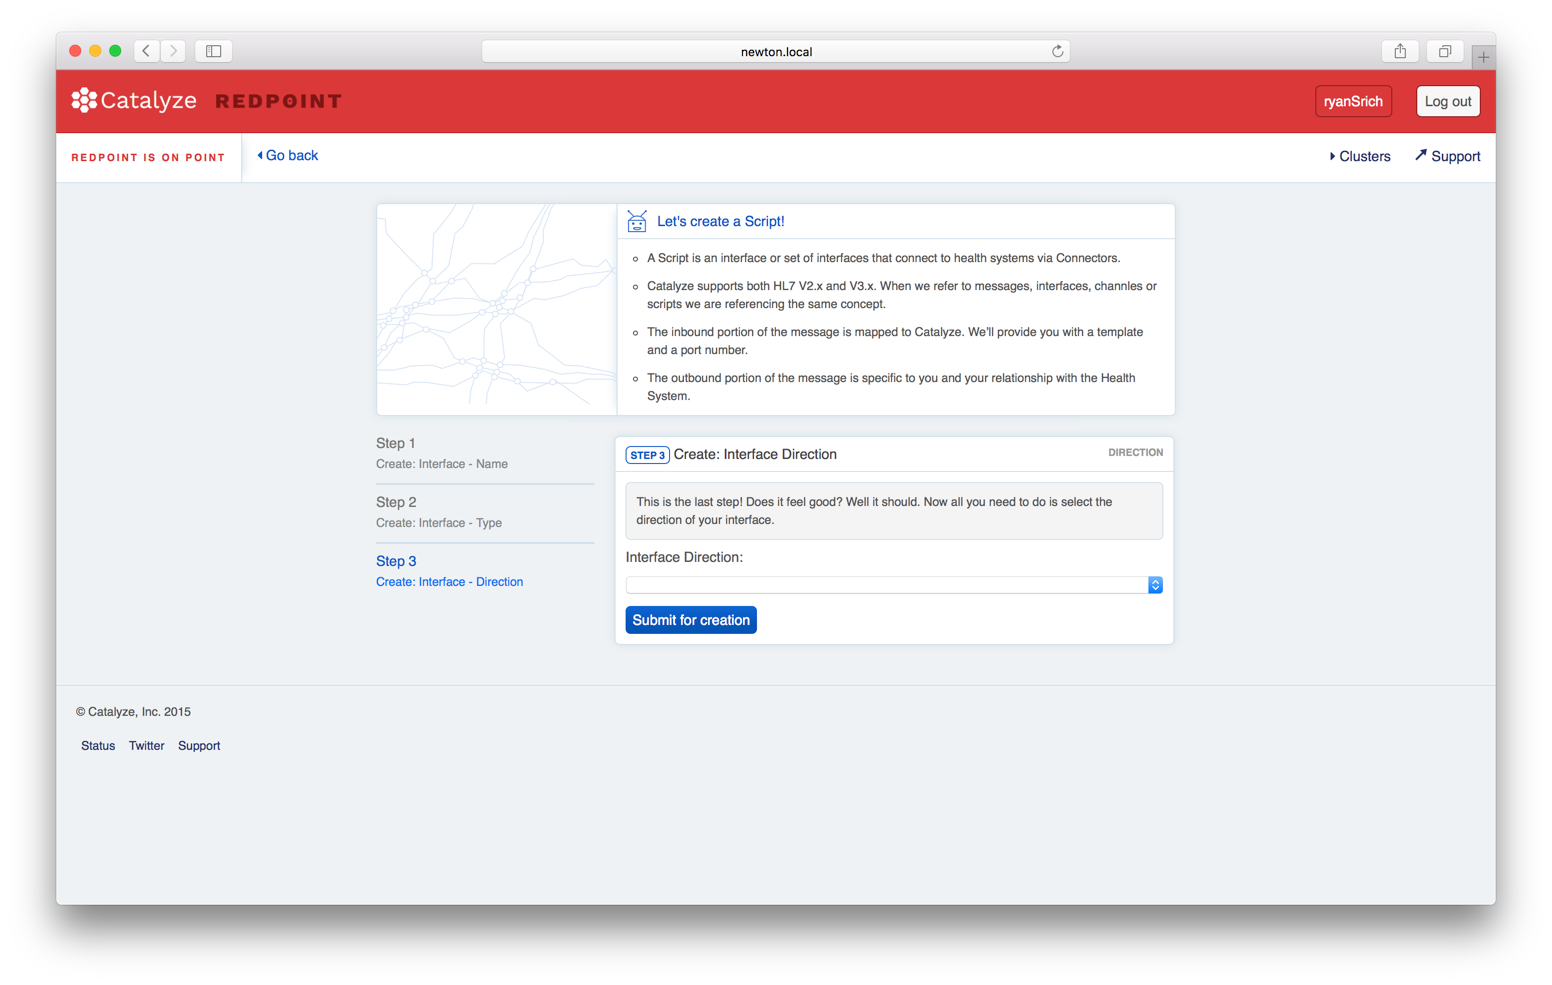 newton.local
Catalyze REDPOINT
ryanSrich
Log out
REDPOINT IS ON POINT
Go back
Clusters
Support
Let's create a Script!
A Script is an interface or set of interfaces that connect to health systems via Connectors.
Catalyze supports both HL7 V2.x and V3.x. When we refer to messages, interfaces, channles or
scripts we are referencing the same concept.
The inbound portion of the message is mapped to Catalyze. We'll provide you with a template
and a port number.
The outbound portion of the message is specific to you and your relationship with the Health
System.
Step 1
Create: Interface - Name
Step 2
Create: Interface - Type
Step 3
Create: Interface - Direction
STEP 3 Create: Interface Direction
DIRECTION
This is the last step! Does it feel good? Well it should. Now all you need to do is select the
direction of your interface.
Interface Direction:
Submit for creation
© Catalyze, Inc. 2015
Status Twitter Support